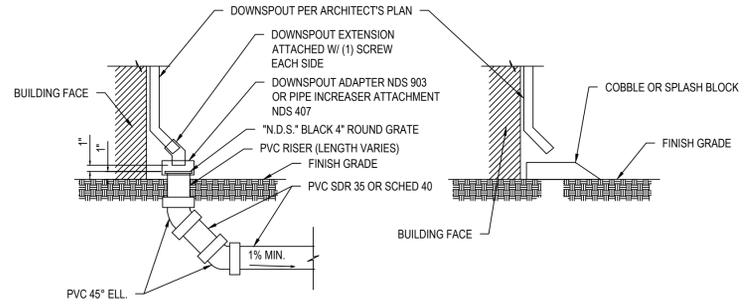 DOWNSPOUT PER ARCHITECT'S PLAN
DOWNSPOUT EXTENSION
ATTACHED W/ (1) SCREW
EACH SIDE
DOWNSPOUT ADAPTER NDS 903
OR PIPE INCREASER ATTACHMENT
NDS 407
"N.D.S." BLACK 4" ROUND GRATE
PVC RISER (LENGTH VARIES)
FINISH GRADE
PVC SDR 35 OR SCHED 40
BUILDING FACE
1"
1"
1% MIN.
PVC 45° ELL.
COBBLE OR SPLASH BLOCK
FINISH GRADE
BUILDING FACE